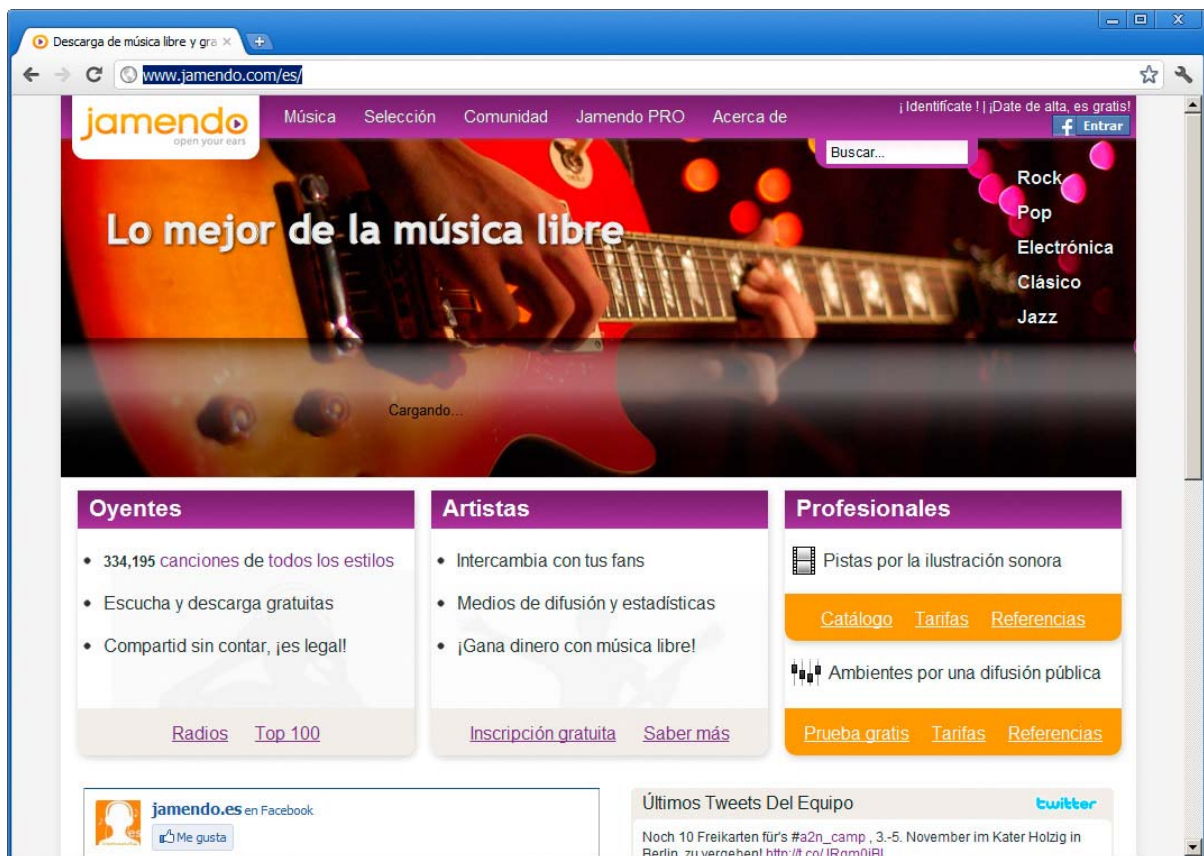 Descarga de música libre y gra
www.jamendo.com/es/
jamendo
open your ears
Música Selección Comunidad Jamendo PRO Acerca de
¡ Identifícate ! | ¡Date de alta, es gratis!
f Entrar
Buscar...
Lo mejor de la música libre
Rock
Pop
Electrónica
Clásico
Jazz
Cargando...
Oyentes
334,195 canciones de todos los estilos
Escucha y descarga gratuitas
Compartid sin contar, ¡es legal!
Radios Top 100
Artistas
Intercambia con tus fans
Medios de difusión y estadísticas
¡Gana dinero con música libre!
Inscripción gratuita Saber más
Profesionales
Pistas por la ilustración sonora
Catálogo Tarifas Referencias
Ambientes por una difusión pública
Prueba gratis Tarifas Referencias
es
jamendo.es en Facebook
Me gusta
Últimos Tweets Del Equipo
twitter
Noch 10 Freikarten für's #a2n_camp , 3.-5. November im Kater Holzig in
Berlin zu vergeben!